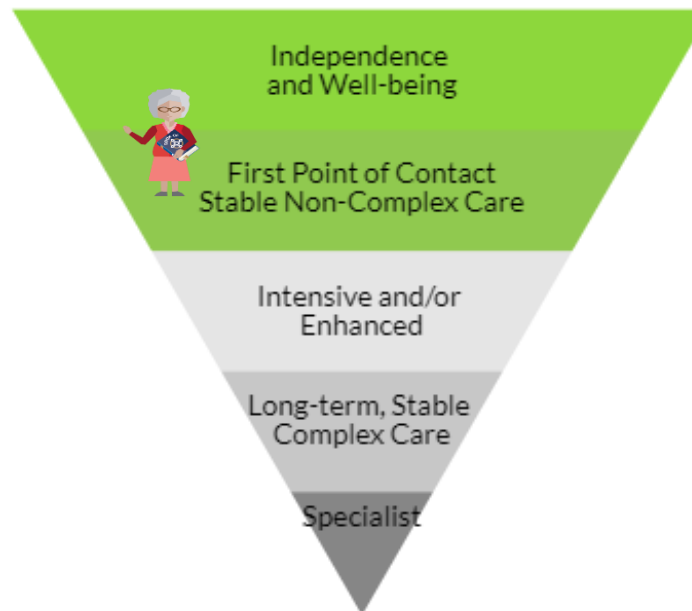 Independence
and Well-being
First Point of Contact
Stable Non-Complex Care
Intensive and/or
Enhanced
Long-term, Stable
Complex Care
Specialist